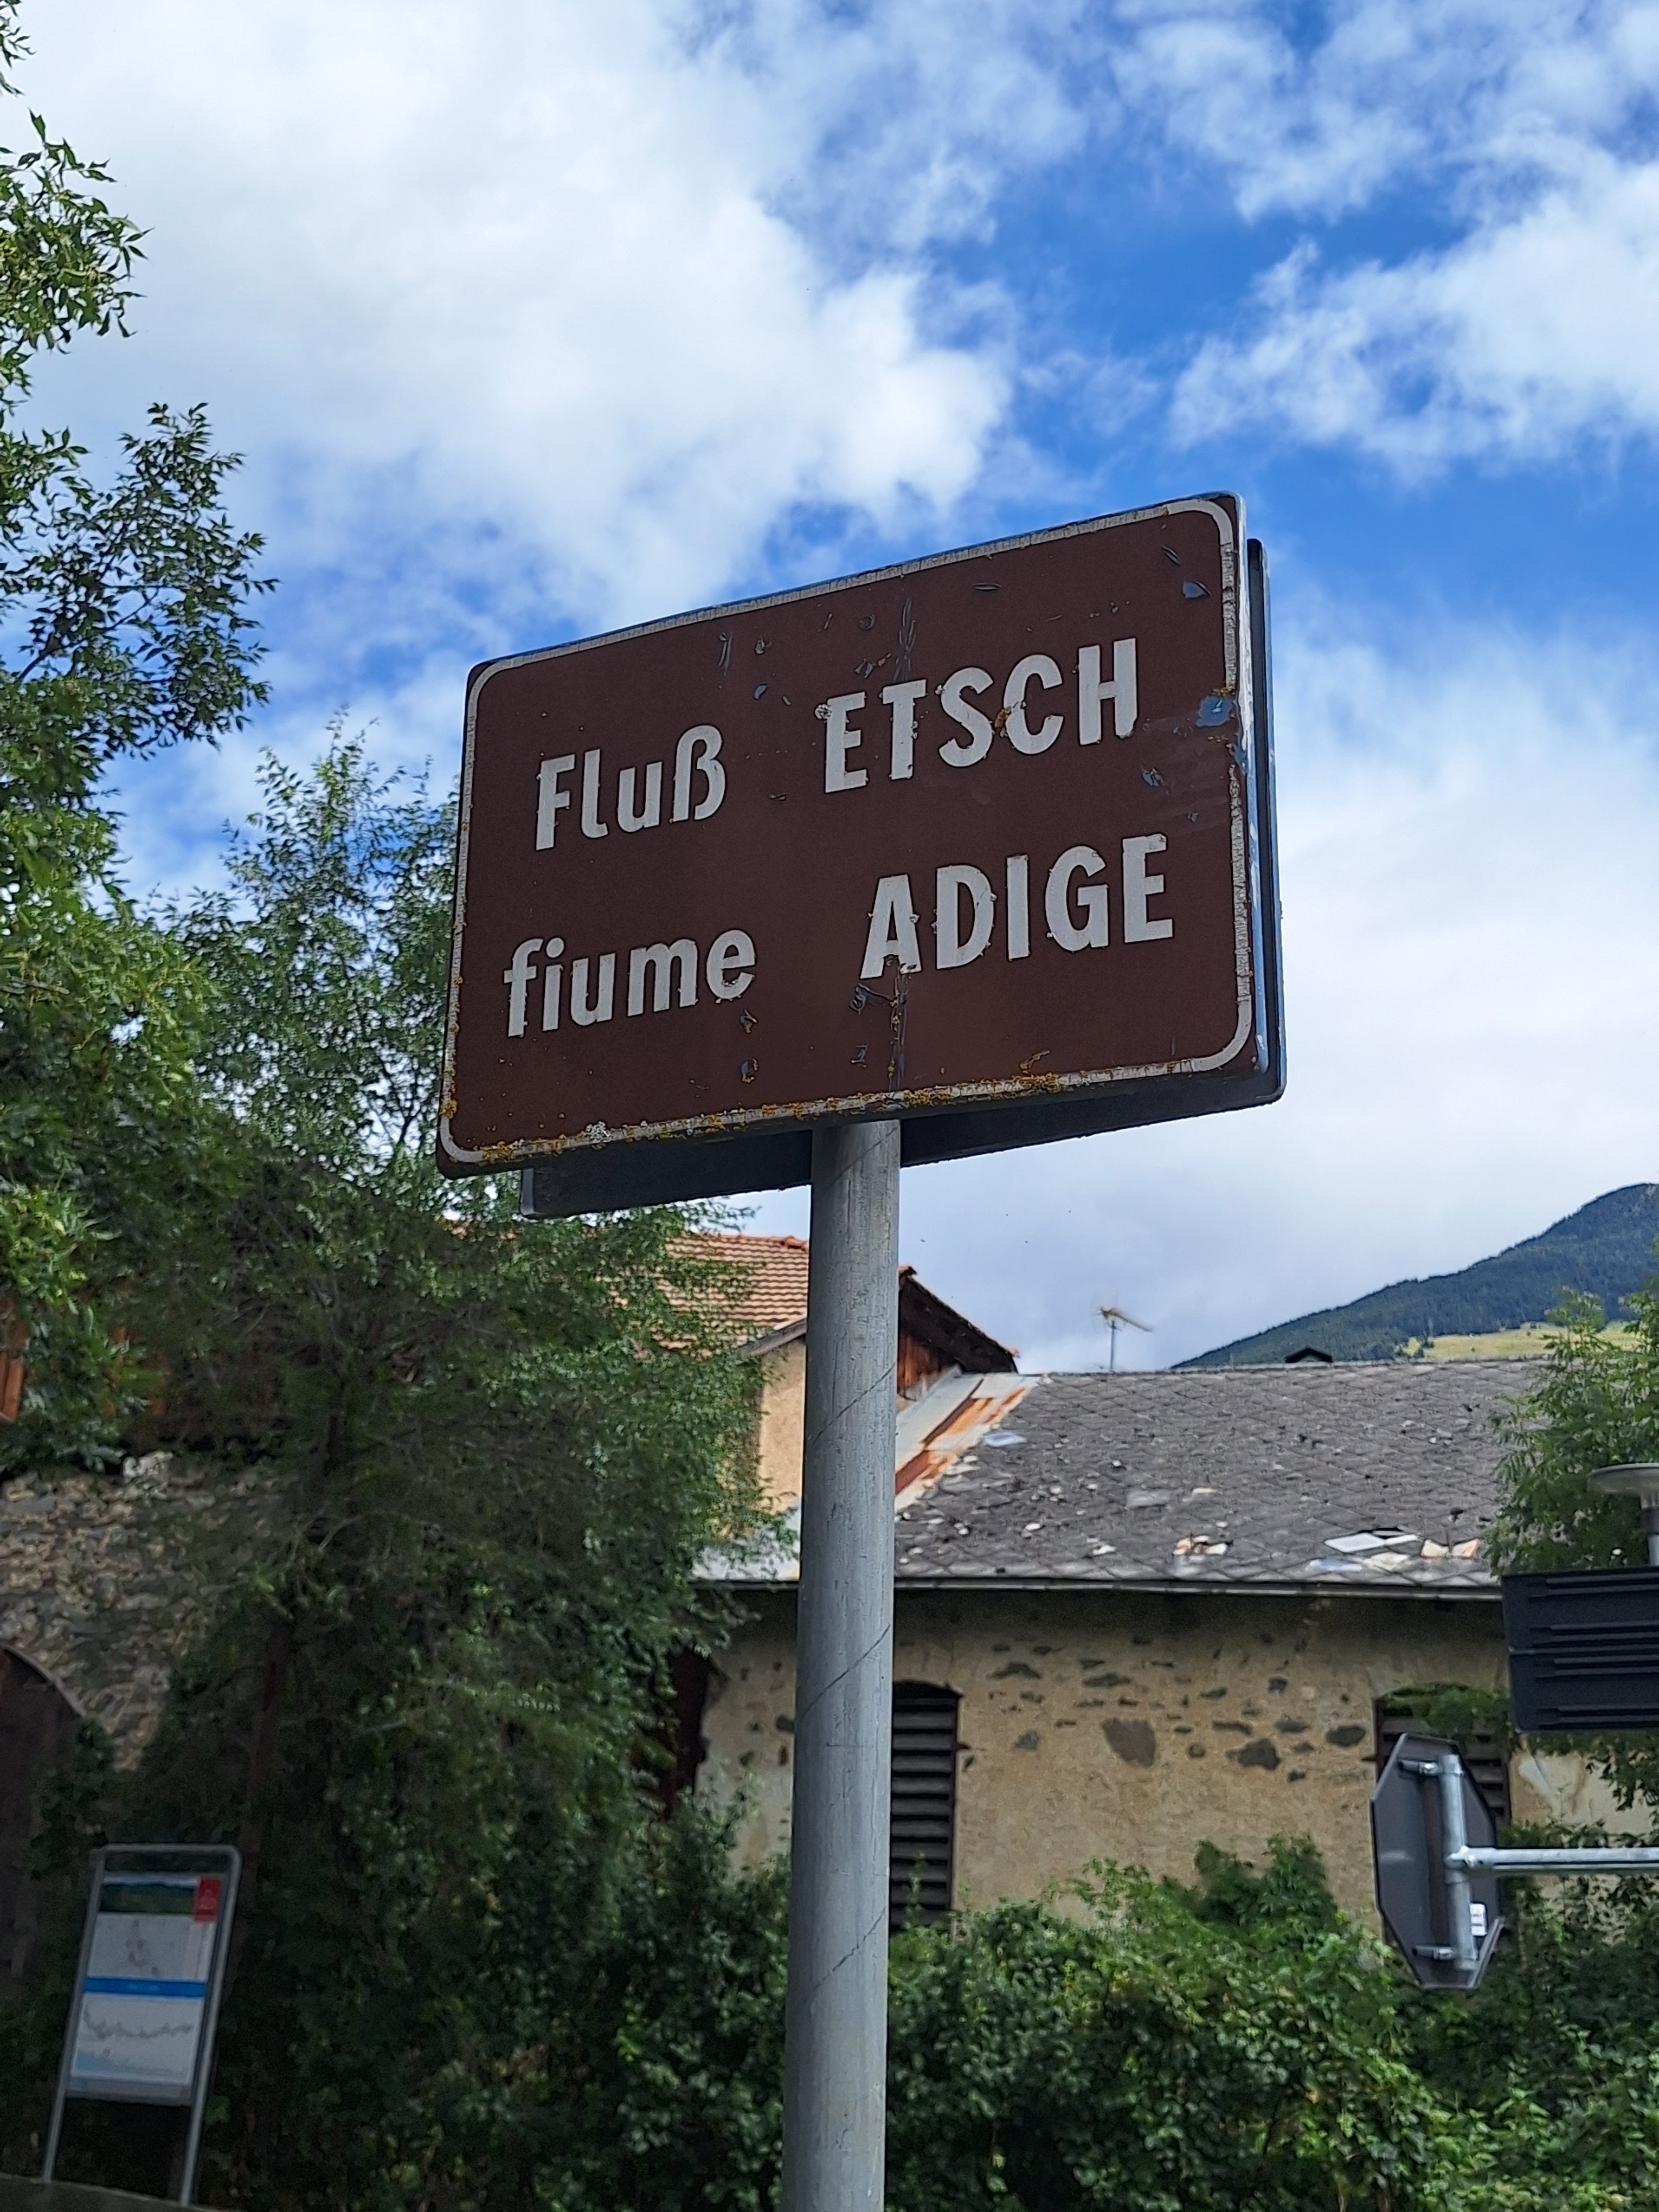 Fluß ETSCH
fiume ADIGE